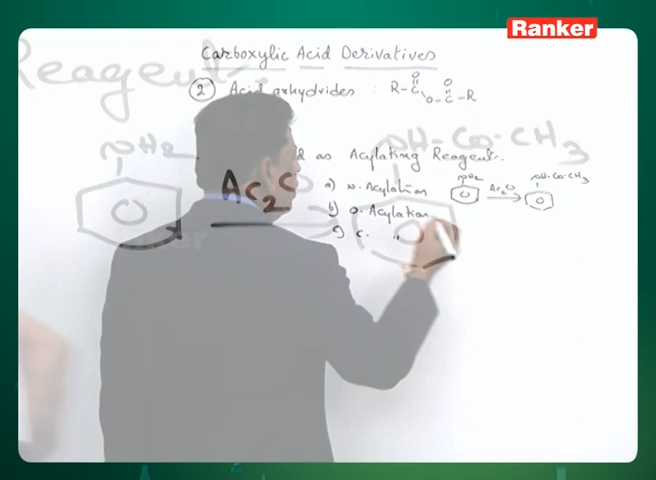 Ranker
Carboxylic Acid Derivatives
Reagent
2 Acid anhydrides : R-C-O-C-R
O O
as Acylating Reagent.
NH2 NH-CO-CH3
Ac2O
a) N-Acylation NH2 Ac2O NH-CO-CH3
b) O-Acylation
c) C- "